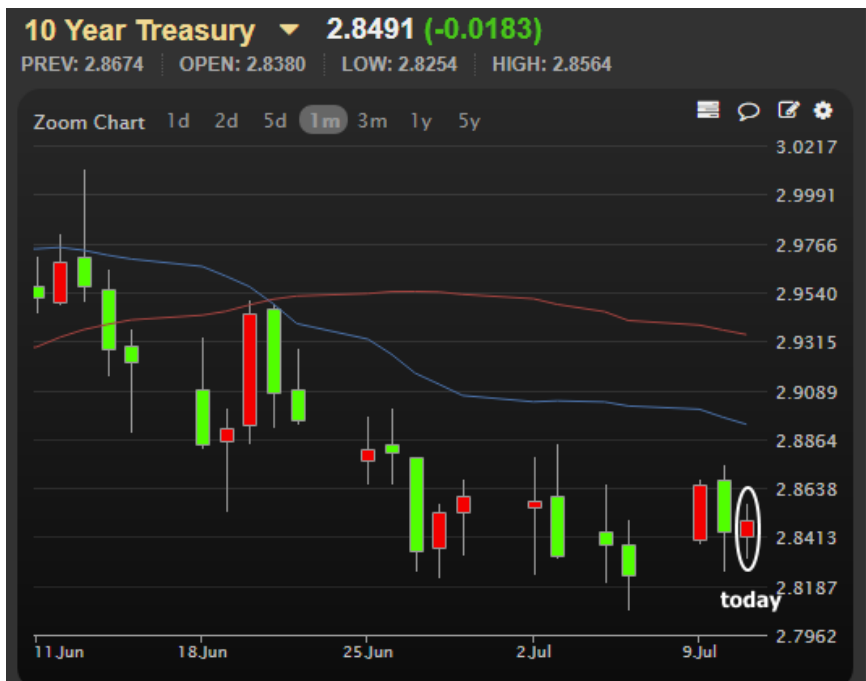 10 Year Treasury 2.8491 (-0.0183)
PREV: 2.8674 OPEN: 2.8380 LOW: 2.8254 HIGH: 2.8564
Zoom Chart 1d 2d 5d 1m 3m 1y 5y
3.0217
2.9991
2.9766
2.9540
2.9315
2.9089
2.8864
2.8638
2.8413
2.8187
today
2.7962
11.Jun 18.Jun 25.Jun 2.Jul 9.Jul